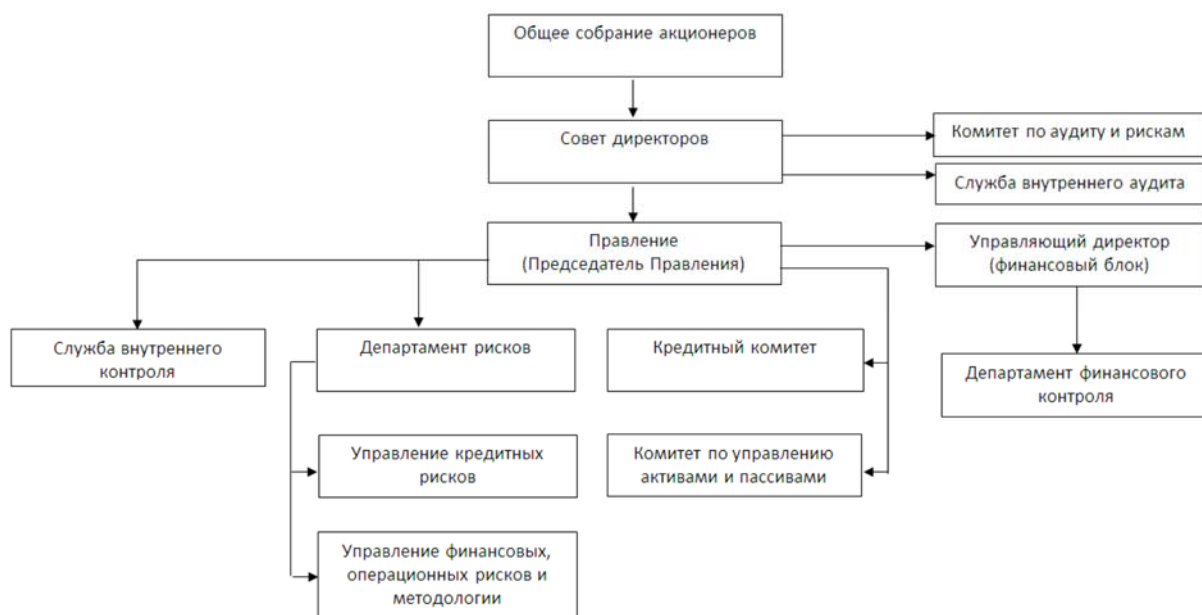 Общее собрание акционеров
Совет директоров
Комитет по аудиту и рискам
Служба внутреннего аудита
Правление
(Председатель Правления)
Управляющий директор
(финансовый блок)
Служба внутреннего
контроля
Департамент рисков
Кредитный комитет
Департамент финансового
контроля
Управление кредитных
рисков
Комитет по управлению
активами и пассивами
Управление финансовых,
операционных рисков и
методологии